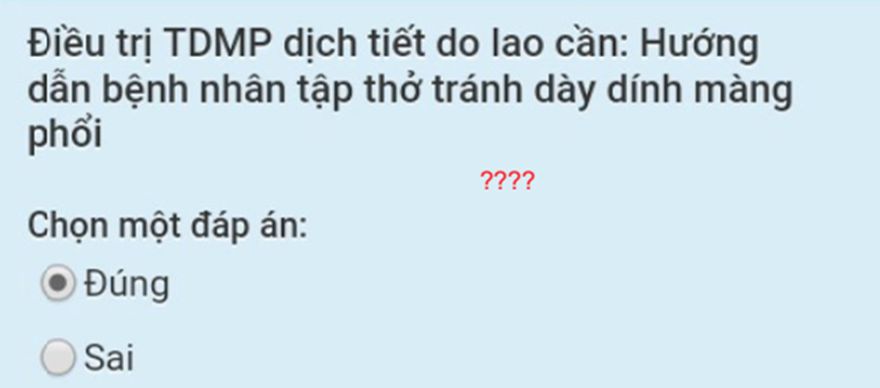 Điều trị TDMP dịch tiết do lao cần: Hướng
dẫn bệnh nhân tập thở tránh dày dính màng
phổi
????
Chọn một đáp án:
Đúng
Sai